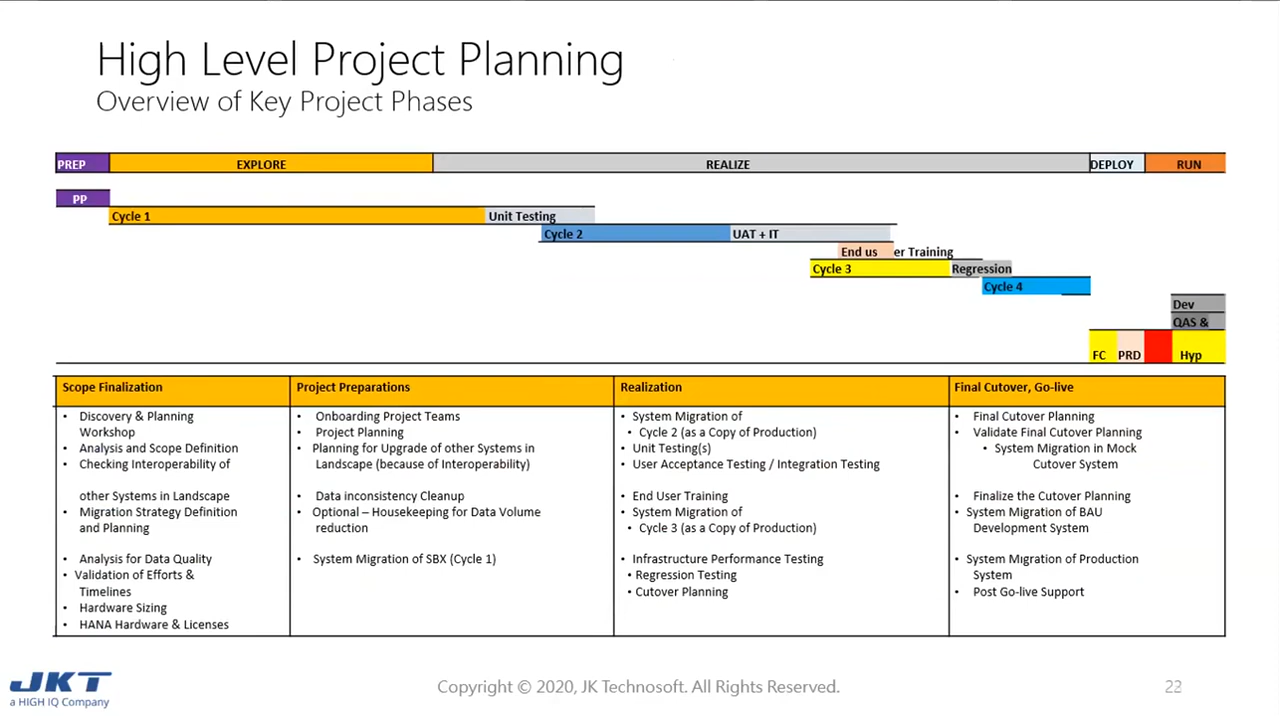 High Level Project Planning
Overview of Key Project Phases
PREP EXPLORE REALIZE DEPLOY RUN
PP
Cycle 1 Unit Testing
Cycle 2 UAT + IT
End us er Training
Cycle 3 Regression
Cycle 4
Dev
QAS &
FC PRD Hyp
Scope Finalization
• Discovery & Planning
Workshop
• Analysis and Scope Definition
• Checking Interoperability of
other Systems in Landscape
• Migration Strategy Definition
and Planning
• Analysis for Data Quality
• Validation of Efforts &
Timelines
• Hardware Sizing
• HANA Hardware & Licenses
Project Preparations
• Onboarding Project Teams
• Project Planning
• Planning for Upgrade of other Systems in
Landscape (because of Interoperability)
• Data inconsistency Cleanup
• Optional – Housekeeping for Data Volume
reduction
• System Migration of SBX (Cycle 1)
Realization
• System Migration of
• Cycle 2 (as a Copy of Production)
• Unit Testing(s)
• User Acceptance Testing / Integration Testing
• End User Training
• System Migration of
• Cycle 3 (as a Copy of Production)
• Infrastructure Performance Testing
• Regression Testing
• Cutover Planning
Final Cutover, Go-live
• Final Cutover Planning
• Validate Final Cutover Planning
• System Migration in Mock
Cutover System
• Finalize the Cutover Planning
• System Migration of BAU
Development System
• System Migration of Production
System
• Post Go-live Support
JKT
a HIGH IQ Company
Copyright © 2020, JK Technosoft. All Rights Reserved.
22